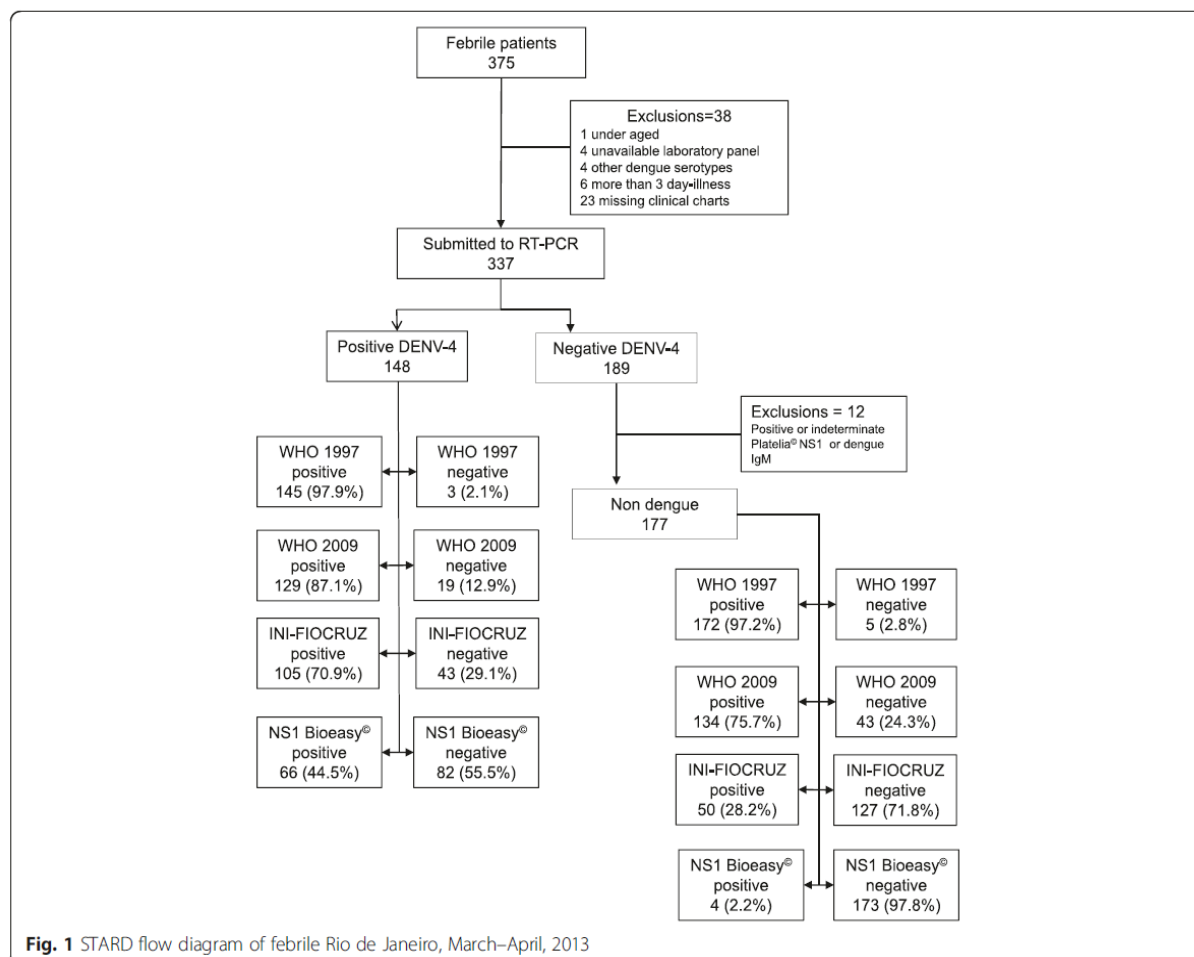 Febrile patients
375
Exclusions=38
1 under aged
4 unavailable laboratory panel
4 other dengue serotypes
6 more than 3 day-illness
23 missing clinical charts
Submitted to RT-PCR
337
Positive DENV-4
148
Negative DENV-4
189
Exclusions = 12
Positive or indeterminate
Platelia© NS1 or dengue
IgM
Non dengue
177
WHO 1997
positive
145 (97.9%)
WHO 1997
negative
3 (2.1%)
WHO 2009
positive
129 (87.1%)
WHO 2009
negative
19 (12.9%)
INI-FIOCRUZ
positive
105 (70.9%)
INI-FIOCRUZ
negative
43 (29.1%)
NS1 Bioeasy©
positive
66 (44.5%)
NS1 Bioeasy©
negative
82 (55.5%)
WHO 1997
positive
172 (97.2%)
WHO 1997
negative
5 (2.8%)
WHO 2009
positive
134 (75.7%)
WHO 2009
negative
43 (24.3%)
INI-FIOCRUZ
positive
50 (28.2%)
INI-FIOCRUZ
negative
127 (71.8%)
NS1 Bioeasy©
positive
4 (2.2%)
NS1 Bioeasy©
negative
173 (97.8%)
Fig. 1 STARD flow diagram of febrile Rio de Janeiro, March–April, 2013